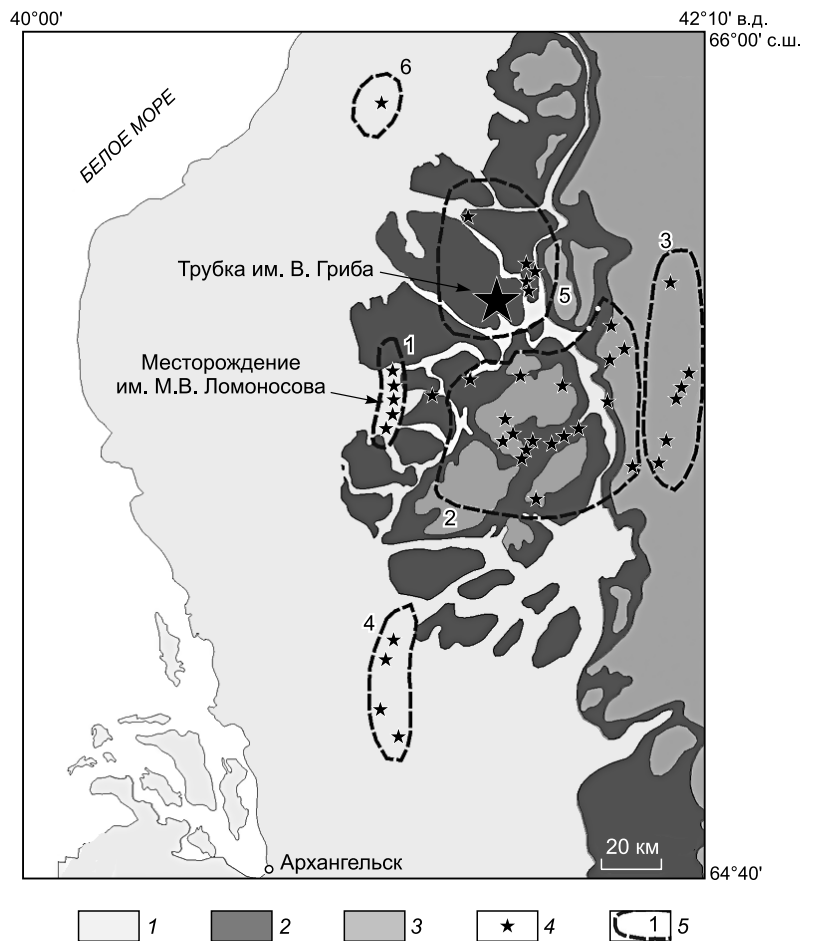 40°00'
42°10' в.д.
66°00' с.ш.
6
БЕЛОЕ МОРЕ
3
Трубка им. В. Гриба
5
1
Месторождение
им. М.В. Ломоносова
2
4
20 км
Архангельск
64°40'
1
2
3
4
1
5